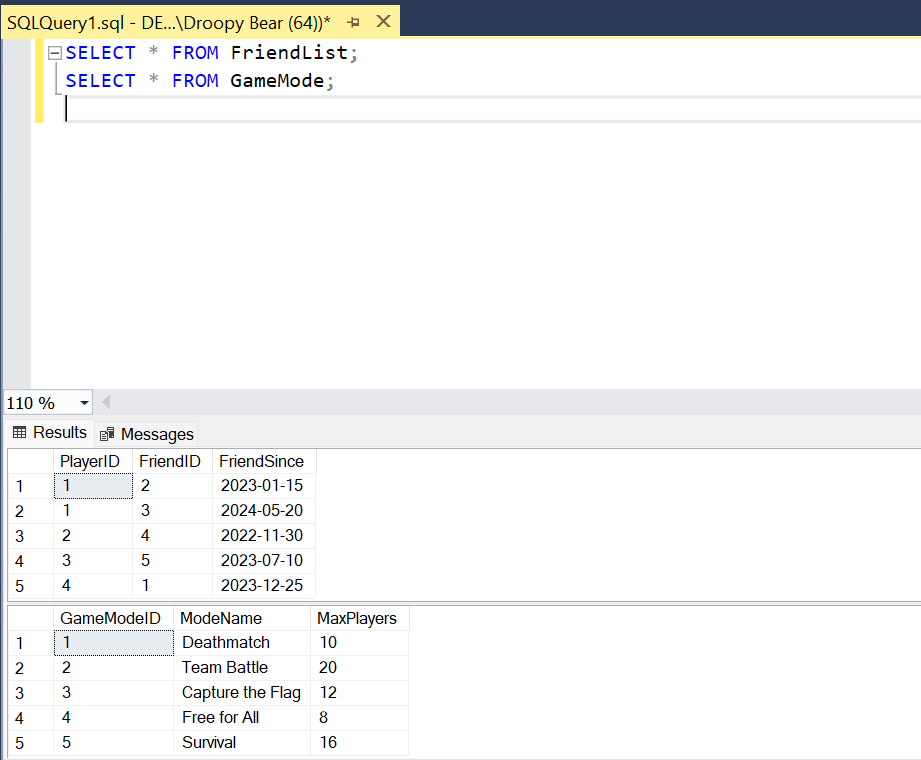 SQLQuery1.sql - DE...\Droopy Bear (64))*
SELECT * FROM FriendList;
SELECT * FROM GameMode;
110 %
Results Messages
PlayerID FriendID FriendSince
1 1 2 2023-01-15
2 1 3 2024-05-20
3 2 4 2022-11-30
4 3 5 2023-07-10
5 4 1 2023-12-25
GameModeID ModeName MaxPlayers
1 1 Deathmatch 10
2 2 Team Battle 20
3 3 Capture the Flag 12
4 4 Free for All 8
5 5 Survival 16